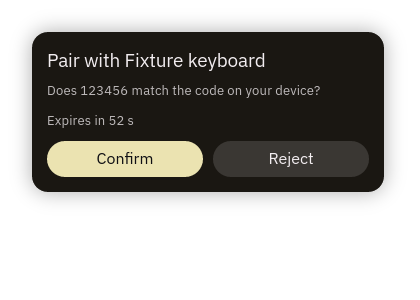 Pair with Fixture keyboard
Does 123456 match the code on your device?
Expires in 52 s
Confirm
Reject